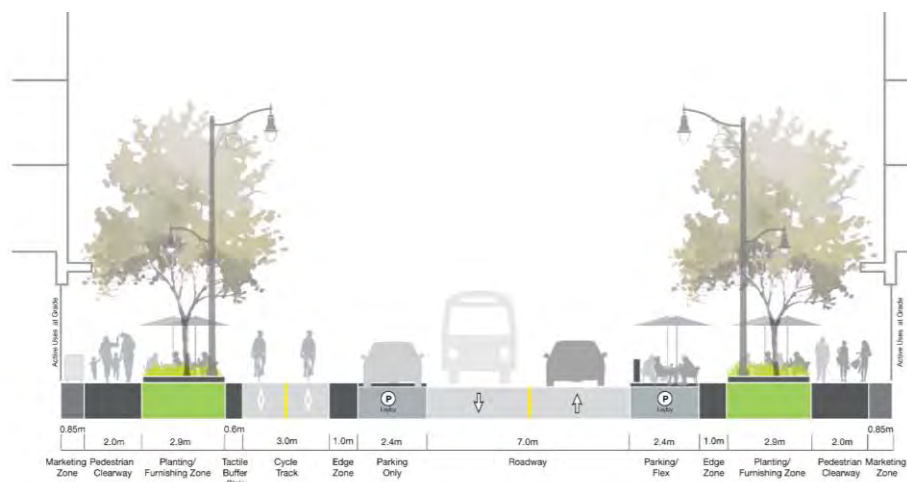 Active Uses at Grade
Active Uses at Grade
P
Layby
P
Layby
0.85m
2.0m
2.9m
0.6m
3.0m
1.0m
2.4m
7.0m
2.4m
1.0m
2.9m
2.0m
0.85m
Marketing
Zone
Pedestrian
Clearway
Planting/
Furnishing Zone
Tactile
Buffer
Cycle
Track
Edge
Zone
Parking
Only
Roadway
Parking/
Flex
Edge
Zone
Planting/
Furnishing Zone
Pedestrian
Clearway
Marketing
Zone